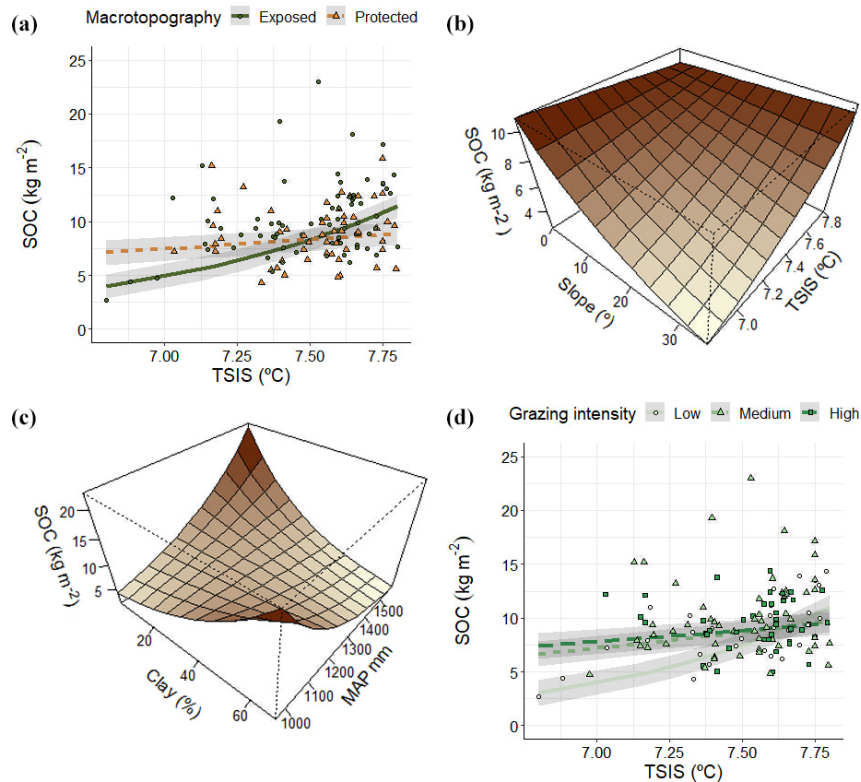 (a)
Macrotopography Exposed Protected
SOC (kg m-2)
25
20
15
10
5
0
7.00 7.25 7.50 7.75
TSIS (ºC)
(b)
SOC (kg m-2 )
10
8
6
4
0
10
20
30
Slope (º)
7.8
7.6
7.4
7.2
7.0
TSIS (ºC)
(c)
SOC (kg m-2)
20
15
10
5
20
40
60
Clay (%)
1500
1400
1300
1200
1100
1000
MAP mm
(d)
Grazing intensity Low Medium High
SOC (kg m-2)
25
20
15
10
5
0
7.00 7.25 7.50 7.75
TSIS (ºC)